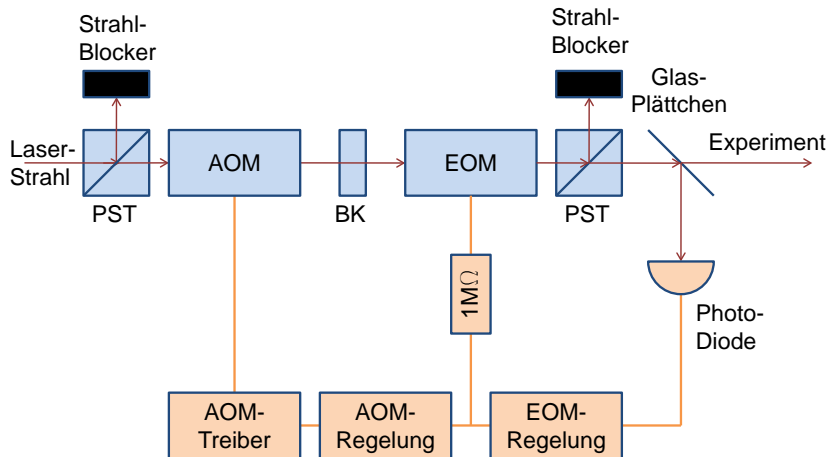 Strahl-
Blocker
Strahl-
Blocker
Glas-
Plättchen
Laser-
Strahl
AOM
EOM
Experiment
PST
BK
PST
1MΩ
Photo-
Diode
AOM-
Treiber
AOM-
Regelung
EOM-
Regelung